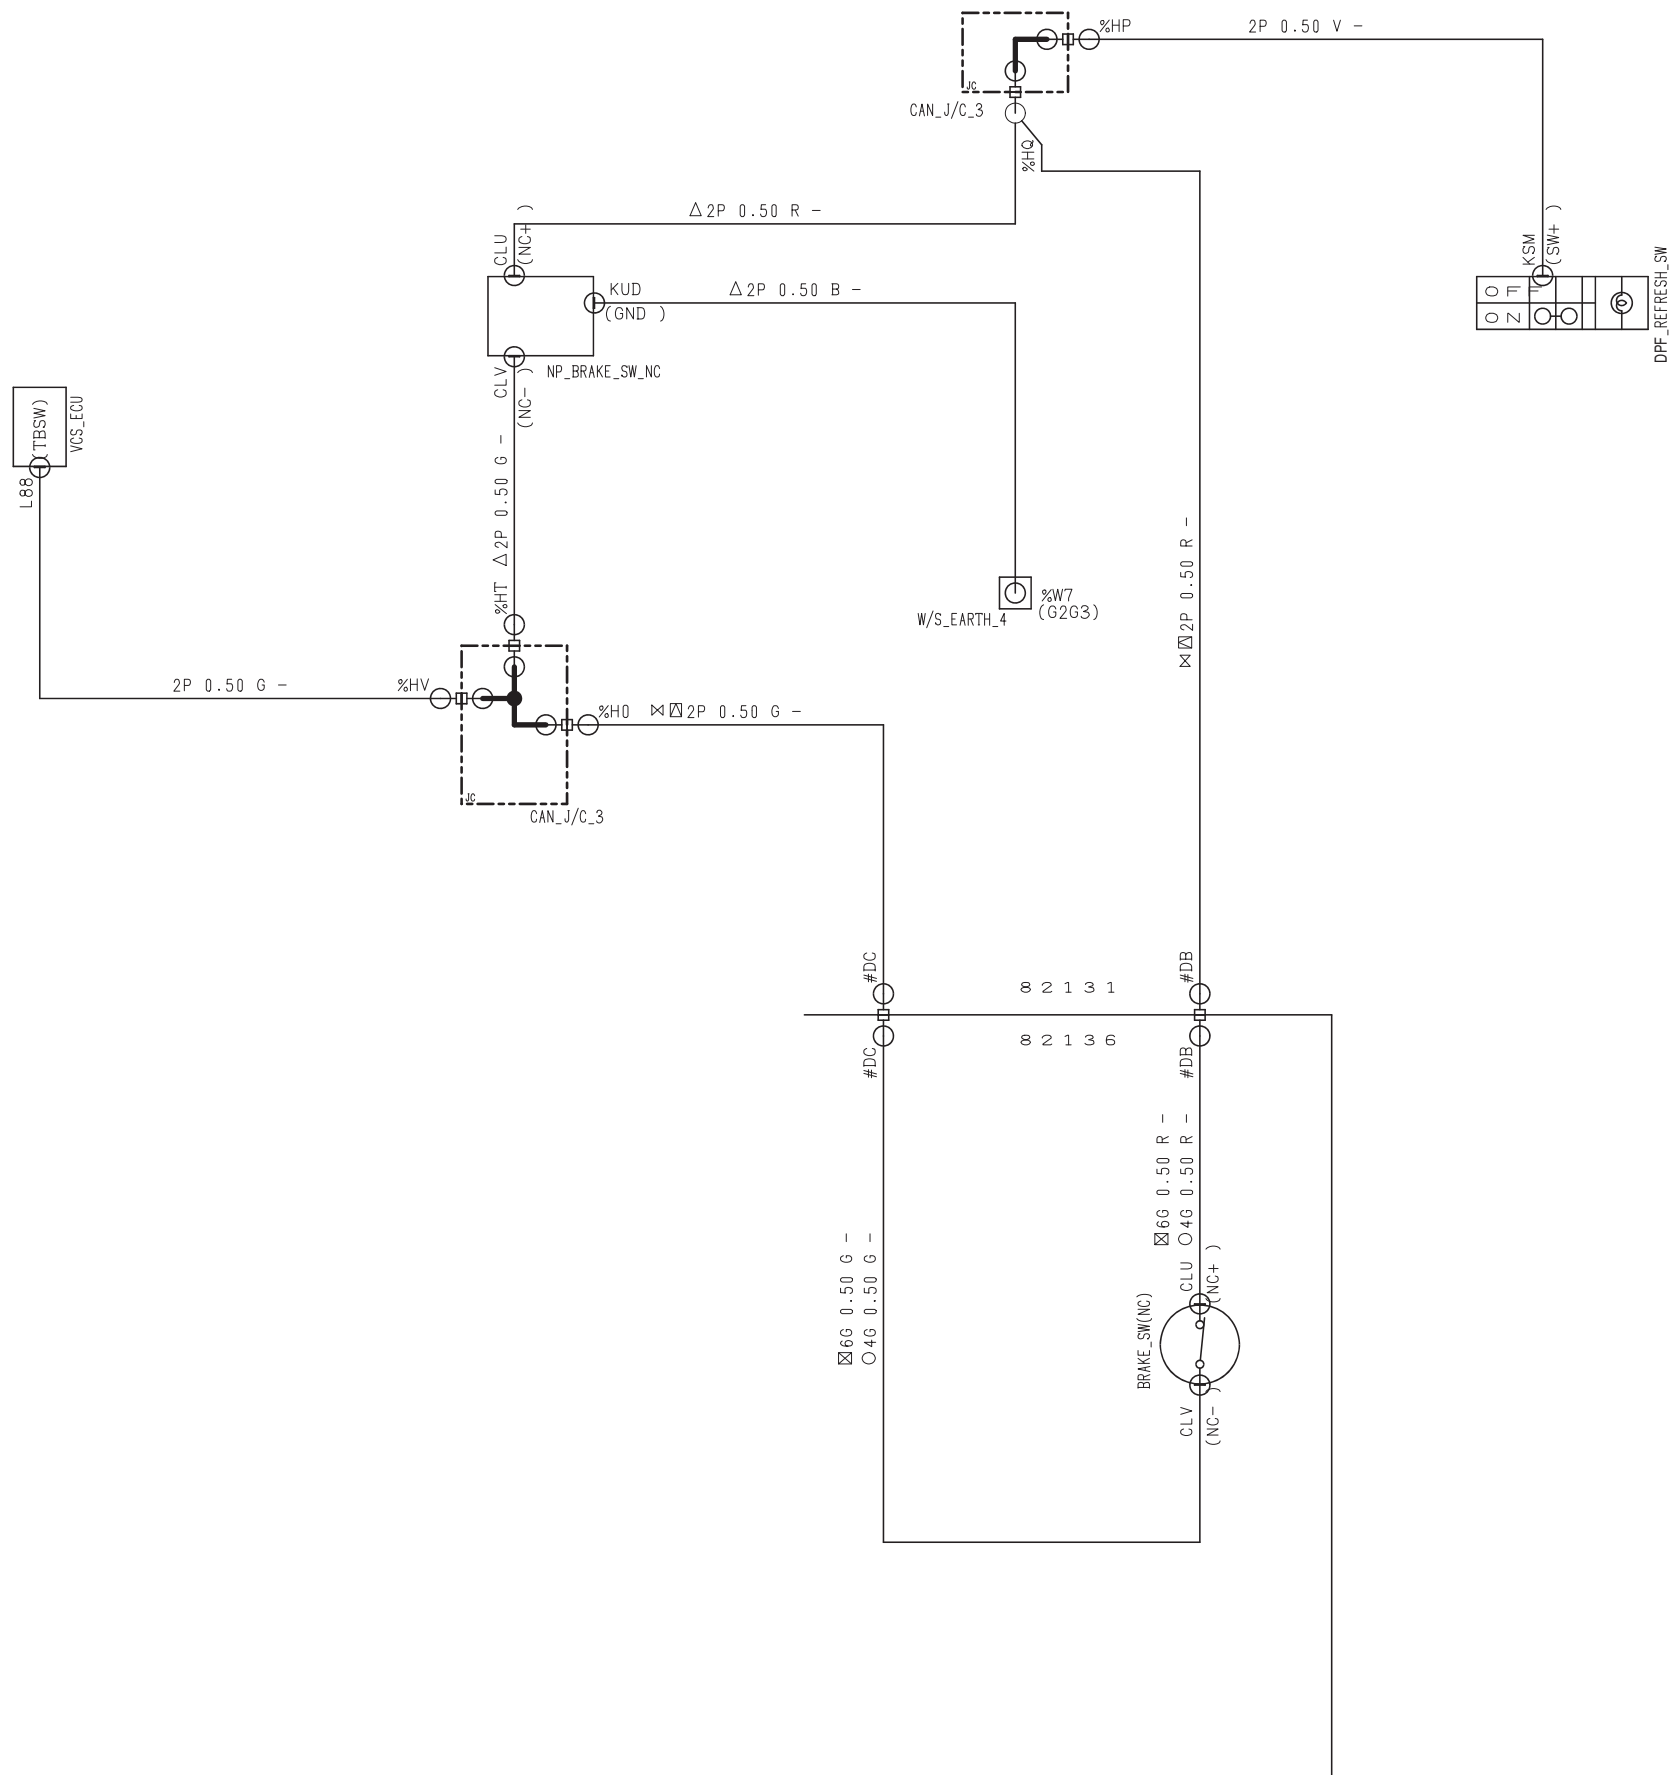 %HP
2P 0.50 V -
JC
CAN_J/C_3
%HQ
△2P 0.50 R -
CLU
(NC+ )
KSM
(SW+ )
DPF_REFRESH_SW
OFF
ON
KUD
(GND )
△2P 0.50 B -
NP_BRAKE_SW_NC
CLV
(NC- )
(TBSW)
VCS_ECU
L88
△2P 0.50 G -
%HT
%W7
(G2G3)
W/S_EARTH_4
2P 0.50 R -
2P 0.50 G -
%HV
%HO
2P 0.50 G -
JC
CAN_J/C_3
#DC
82131
#DB
#DC
82136
#DB
6G 0.50 R -
○4G 0.50 R -
6G 0.50 G -
○4G 0.50 G -
CLU
(NC+ )
BRAKE_SW(NC)
CLV
(NC- )